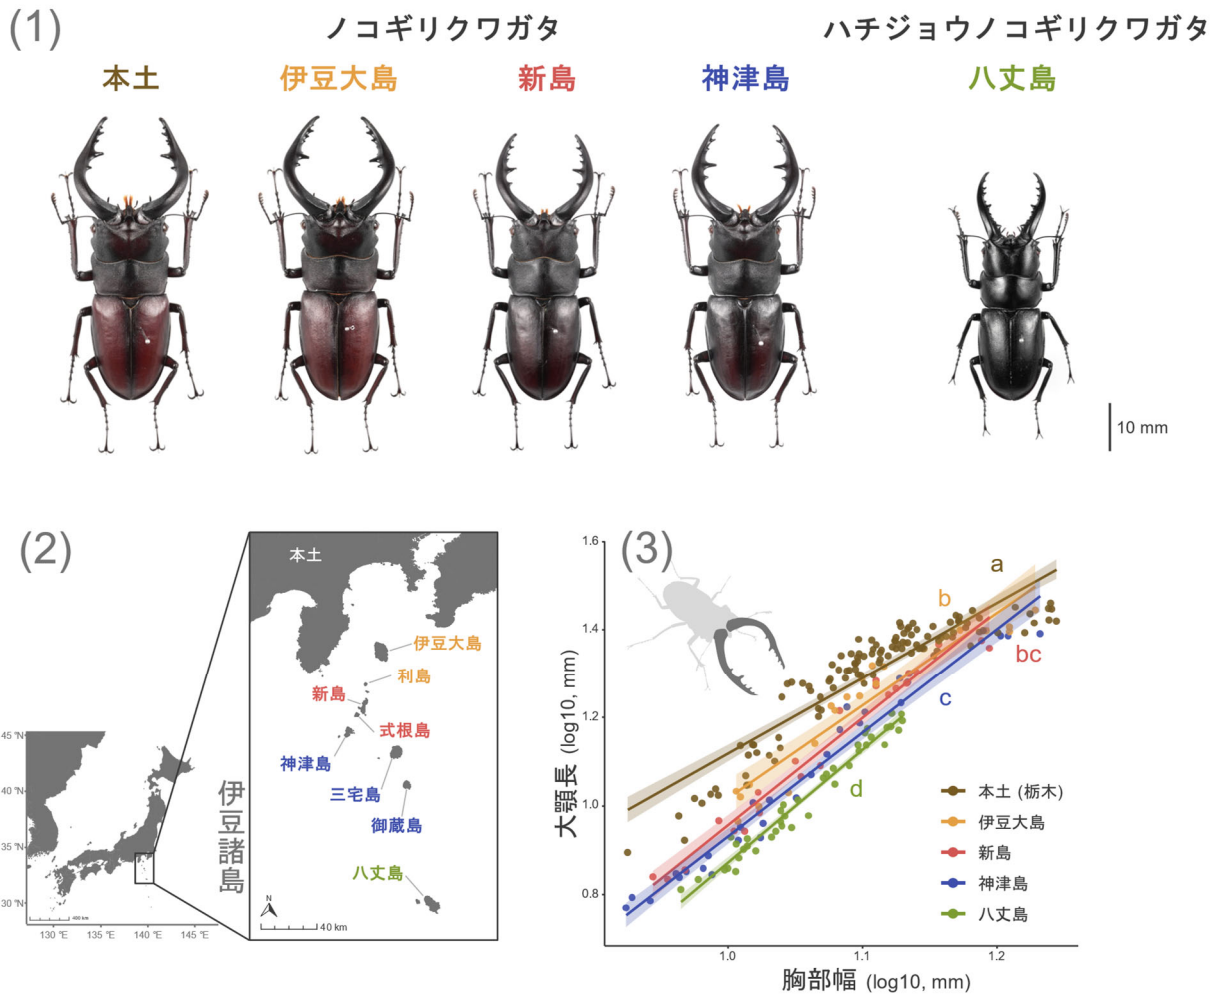 (1)
ノコギリクワガタ
ハチジョウノコギリクワガタ
本土
伊豆大島
新島
神津島
八丈島
10 mm
(2)
本土
伊豆大島
利島
新島
式根島
神津島
三宅島
御蔵島
八丈島
伊豆諸島
N
40 km
45 °N
40 °N
35 °N
30 °N
400 km
130 °E
135 °E
140 °E
145 °E
(3)
a
b
bc
c
d
大顎長 (log10, mm)
1.6
1.4
1.2
1.0
0.8
本土 (栃木)
伊豆大島
新島
神津島
八丈島
1.0
1.1
1.2
胸部幅 (log10, mm)